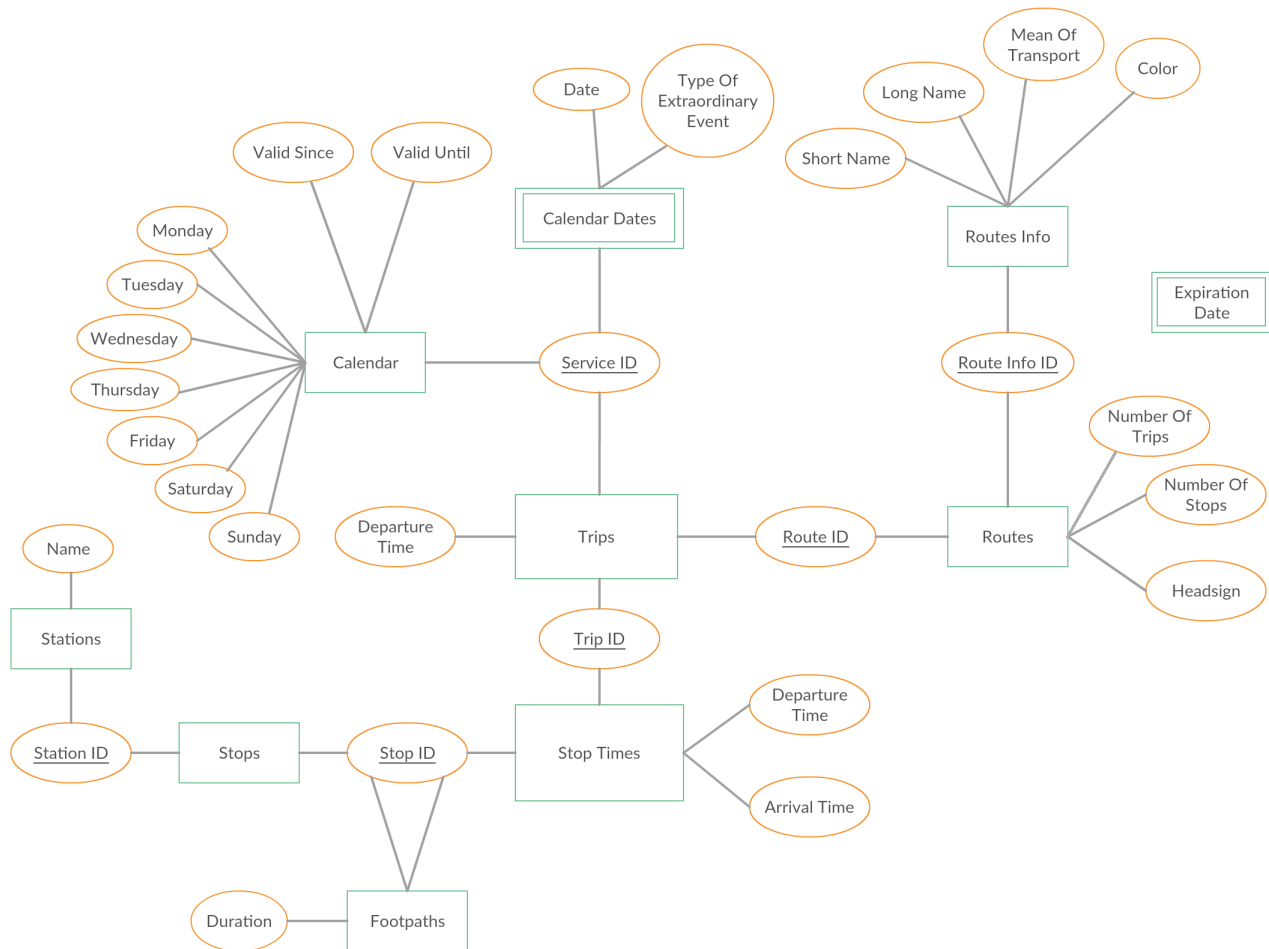 Mean Of
Transport
Color
Type Of
Extraordinary
Event
Date
Long Name
Valid Since
Valid Until
Short Name
Calendar Dates
Monday
Routes Info
Tuesday
Expiration
Date
Wednesday
Calendar
Service ID
Route Info ID
Thursday
Number Of
Trips
Friday
Saturday
Number Of
Stops
Sunday
Departure
Time
Trips
Route ID
Routes
Name
Headsign
Stations
Trip ID
Departure
Time
Station ID
Stops
Stop ID
Stop Times
Arrival Time
Duration
Footpaths